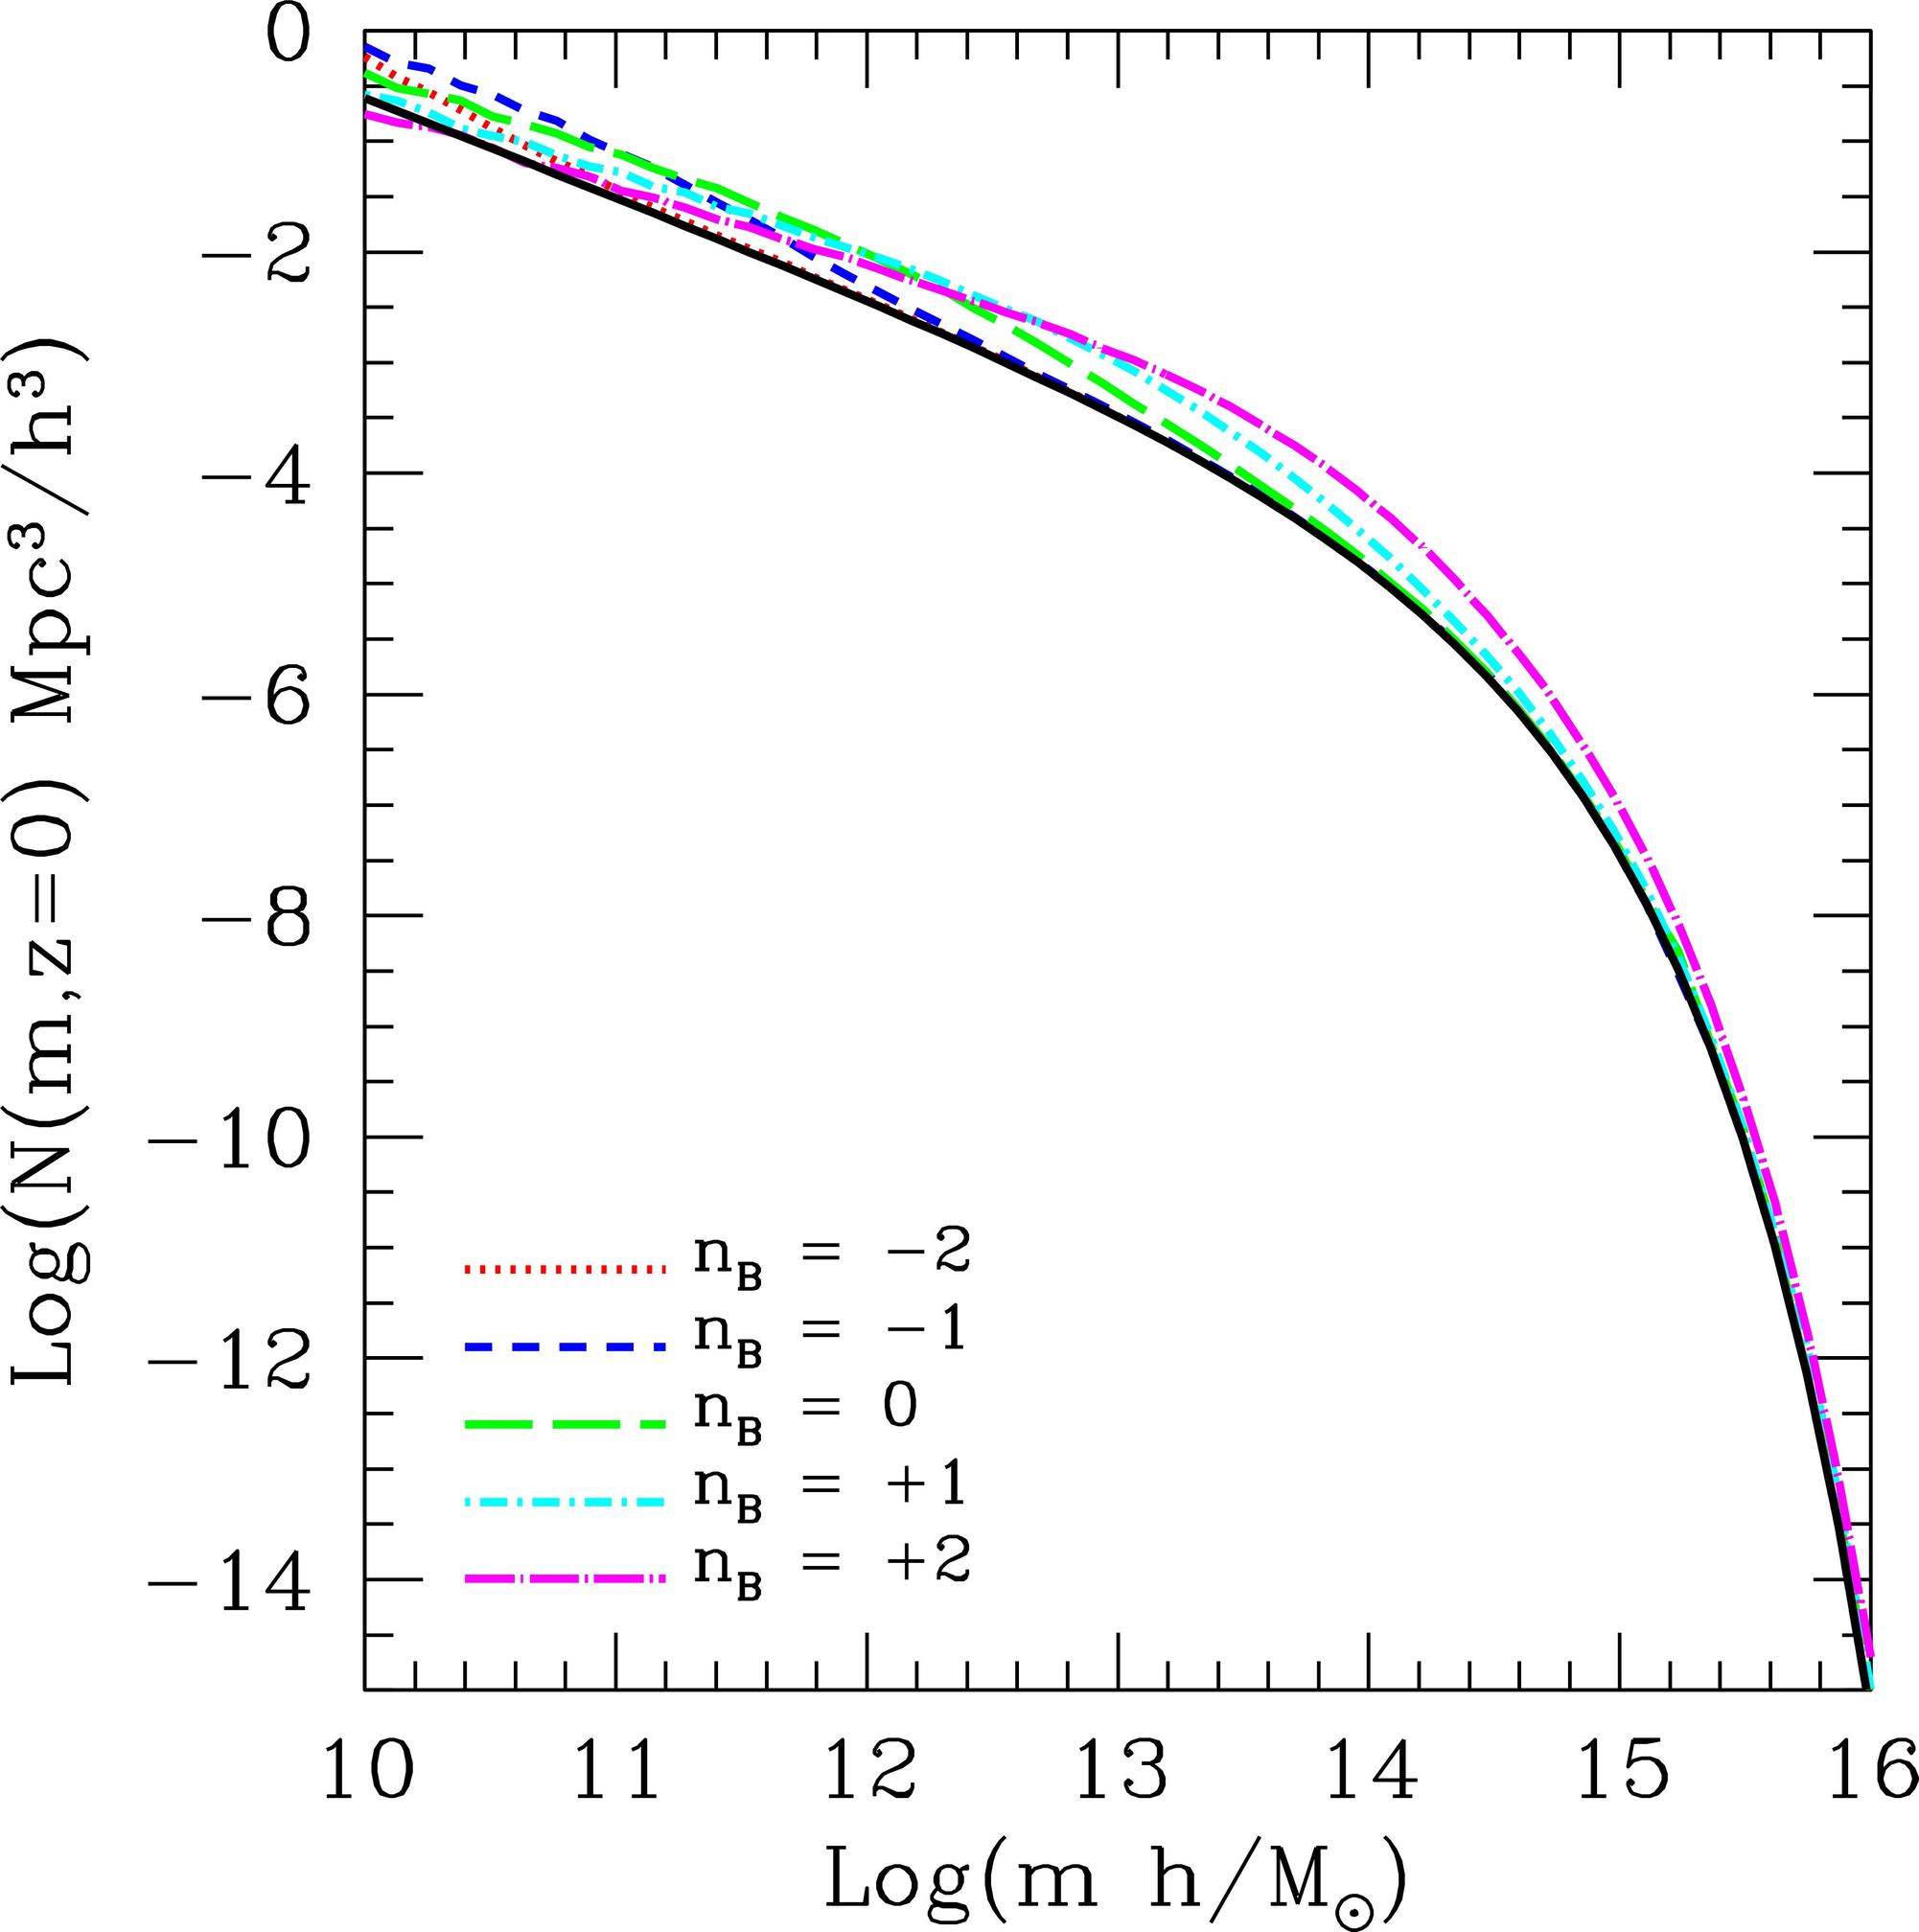 Log(N(m,z=0) Mpc³/h³)
0
−2
−4
−6
−8
−10
−12
−14
n_B = −2
n_B = −1
n_B = 0
n_B = +1
n_B = +2
10 11 12 13 14 15 16
Log(m h/M_⊙)